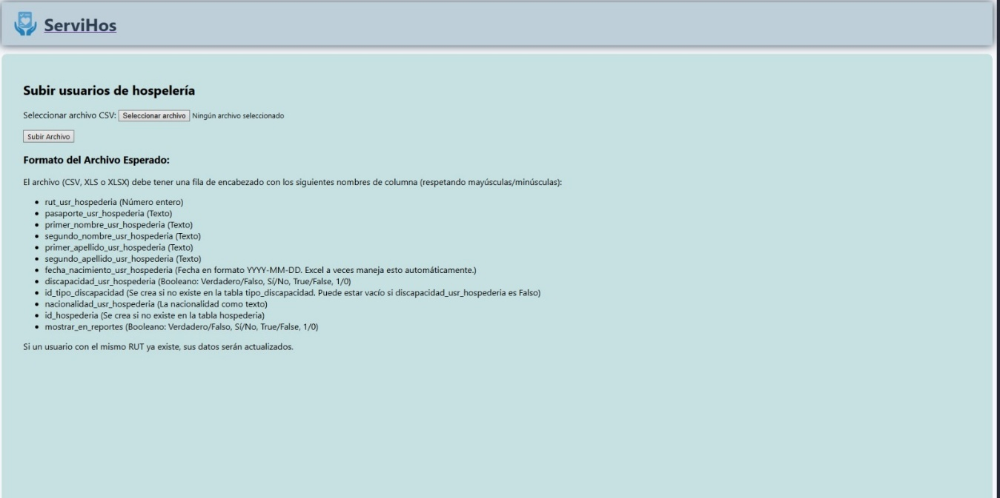 ServiHos
Subir usuarios de hospelería
Seleccionar archivo CSV: Seleccionar archivo Ningún archivo seleccionado
Subir Archivo
Formato del Archivo Esperado:
El archivo (CSV, XLS o XLSX) debe tener una fila de encabezado con los siguientes nombres de columna (respetando mayúsculas/minúsculas):
• rut_usr_hospederia (Número entero)
• pasaporte_usr_hospederia (Texto)
• primer_nombre_usr_hospederia (Texto)
• segundo_nombre_usr_hospederia (Texto)
• primer_apellido_usr_hospederia (Texto)
• segundo_apellido_usr_hospederia (Texto)
• fecha_nacimiento_usr_hospederia (Fecha en formato YYYY-MM-DD. Excel a veces maneja esto automáticamente.)
• discapacidad_usr_hospederia (Booleano: Verdadero/Falso, Sí/No, True/False, 1/0)
• id_tipo_discapacidad (Se crea si no existe en la tabla tipo_discapacidad. Puede estar vacío si discapacidad_usr_hospederia es Falso)
• nacionalidad_usr_hospederia (La nacionalidad como texto)
• id_hospederia (Se crea si no existe en la tabla hospederia)
• mostrar_en_reportes (Booleano: Verdadero/Falso, Sí/No, True/False, 1/0)
Si un usuario con el mismo RUT ya existe, sus datos serán actualizados.